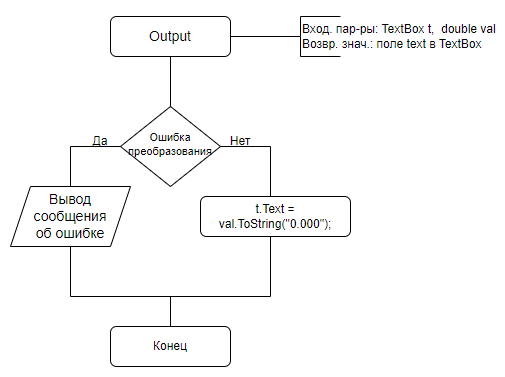 Output
Вход. пар-ры: TextBox t, double val
Возвр. знач.: поле text в TextBox
Ошибка
преобразования
Да
Нет
Вывод
сообщения
об ошибке
t.Text =
val.ToString("0.000");
Конец